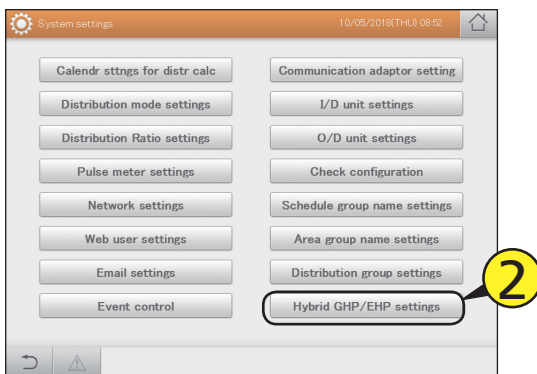 System settings 10/05/2018(THU) 08:52
Calendr sttngs for distr calc
Communication adaptor setting
Distribution mode settings
I/D unit settings
Distribution Ratio settings
O/D unit settings
Pulse meter settings
Check configuration
Network settings
Schedule group name settings
Web user settings
Area group name settings
Email settings
Distribution group settings
Event control
Hybrid GHP/EHP settings
2